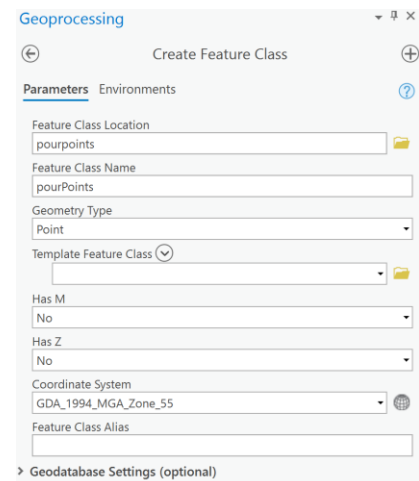 Geoprocessing
Create Feature Class
Parameters Environments
Feature Class Location
pourpoints
Feature Class Name
pourPoints
Geometry Type
Point
Template Feature Class
Has M
No
Has Z
No
Coordinate System
GDA_1994_MGA_Zone_55
Feature Class Alias
Geodatabase Settings (optional)